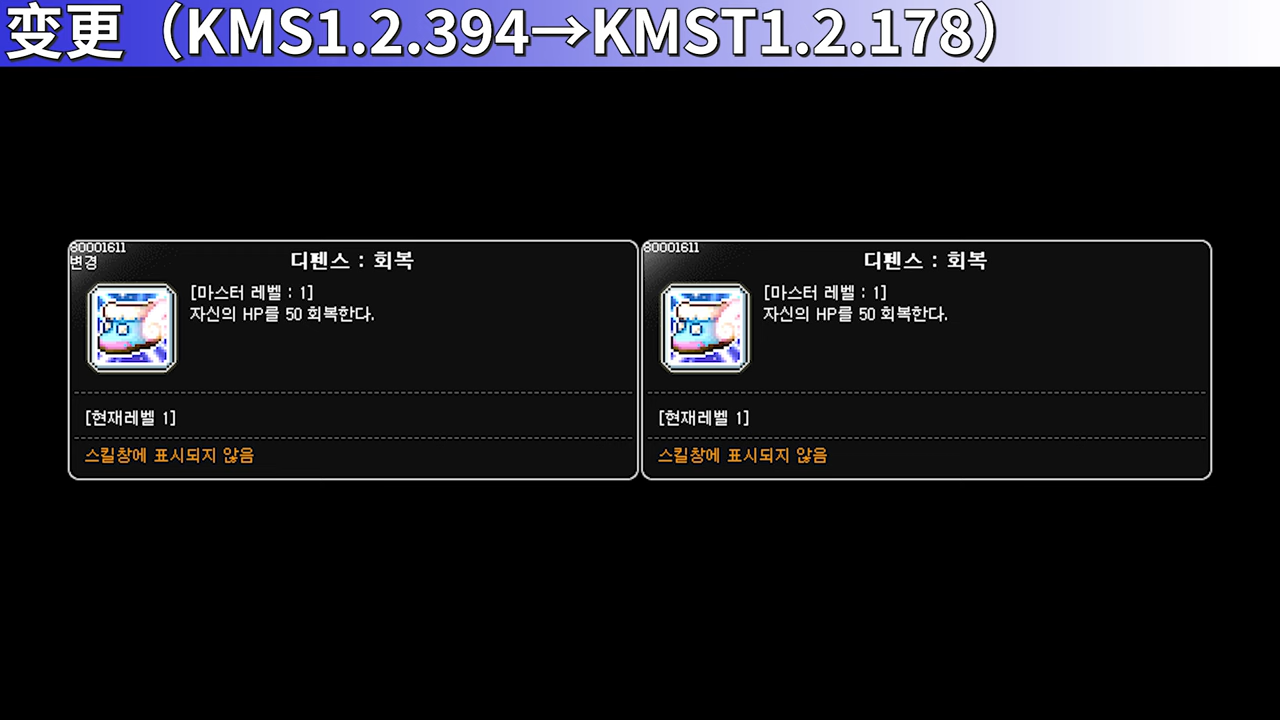 変更（KMS1.2.394→KMST1.2.178）
80001611
변경
디펜스 : 회복
[마스터 레벨 : 1]
자신의 HP를 50 회복한다.
[현재레벨 1]
스킬창에 표시되지 않음
80001611
디펜스 : 회복
[마스터 레벨 : 1]
자신의 HP를 50 회복한다.
[현재레벨 1]
스킬창에 표시되지 않음